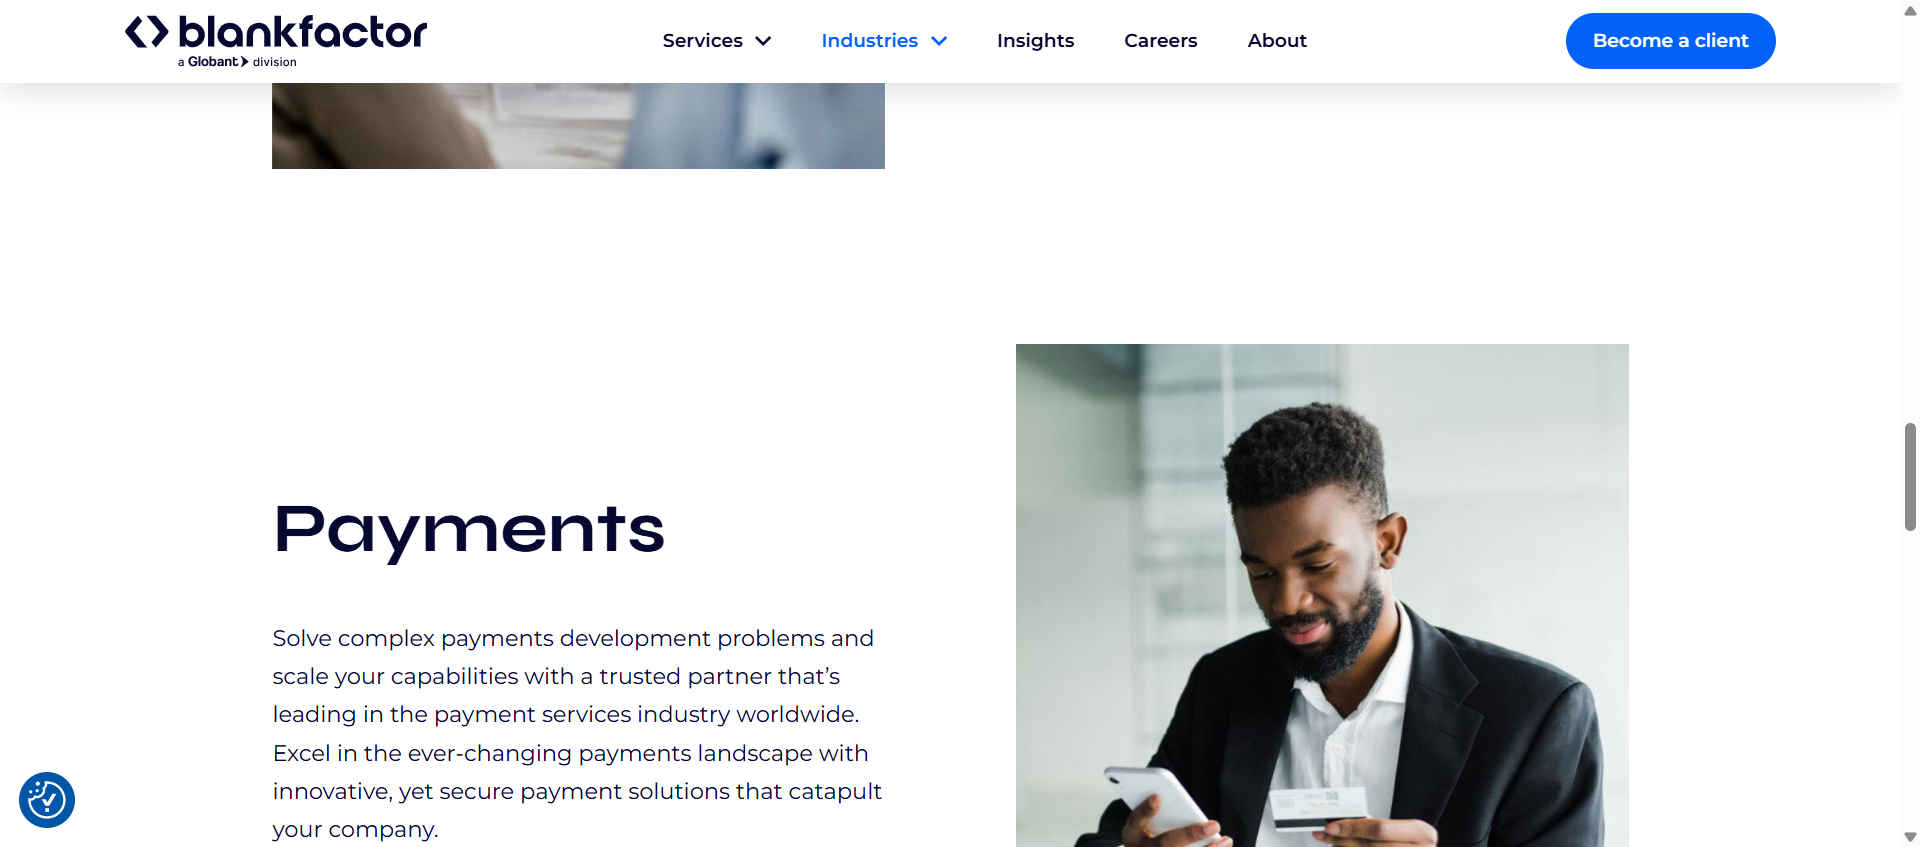 blankfactor
a Globant division
Services
Industries
Insights
Careers
About
Become a client
Payments
Solve complex payments development problems and
scale your capabilities with a trusted partner that’s
leading in the payment services industry worldwide.
Excel in the ever-changing payments landscape with
innovative, yet secure payment solutions that catapult
your company.